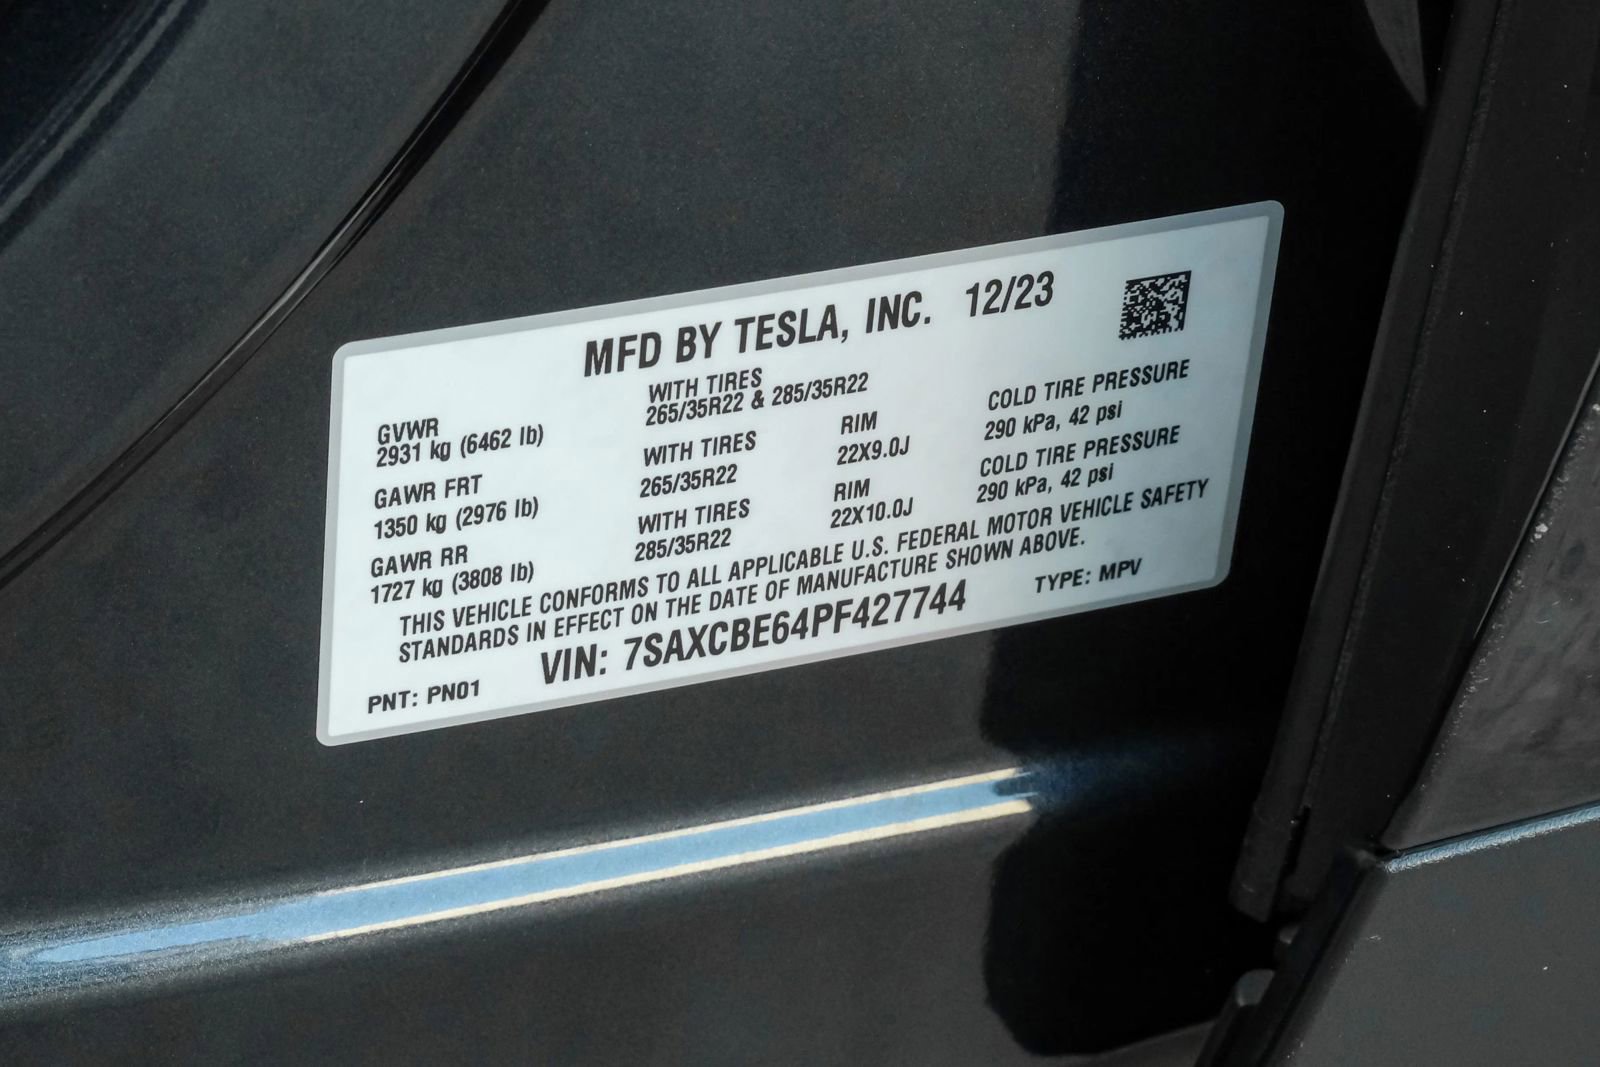 MFD BY TESLA, INC. 12/23
WITH TIRES
265/35R22 & 285/35R22
GVWR
2931 kg (6462 lb)
WITH TIRES
265/35R22
RIM
22X9.0J
COLD TIRE PRESSURE
290 kPa, 42 psi
GAWR FRT
1350 kg (2976 lb)
WITH TIRES
285/35R22
RIM
22X10.0J
COLD TIRE PRESSURE
290 kPa, 42 psi
GAWR RR
1727 kg (3808 lb)
THIS VEHICLE CONFORMS TO ALL APPLICABLE U.S. FEDERAL MOTOR VEHICLE SAFETY
STANDARDS IN EFFECT ON THE DATE OF MANUFACTURE SHOWN ABOVE.
VIN: 7SAXCBE64PF427744
TYPE: MPV
PNT: PN01